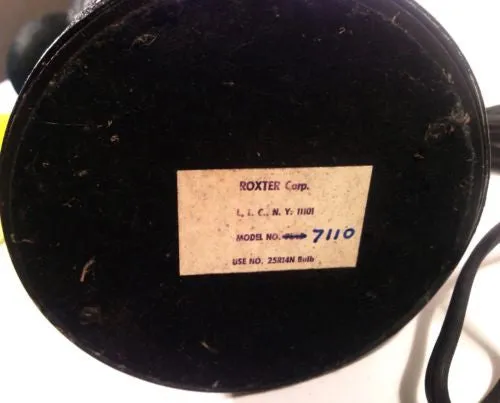 ROXTER Corp.
L. I. C., N. Y. 11101
MODEL NO. 7110
USE NO. 25R14N Bulb